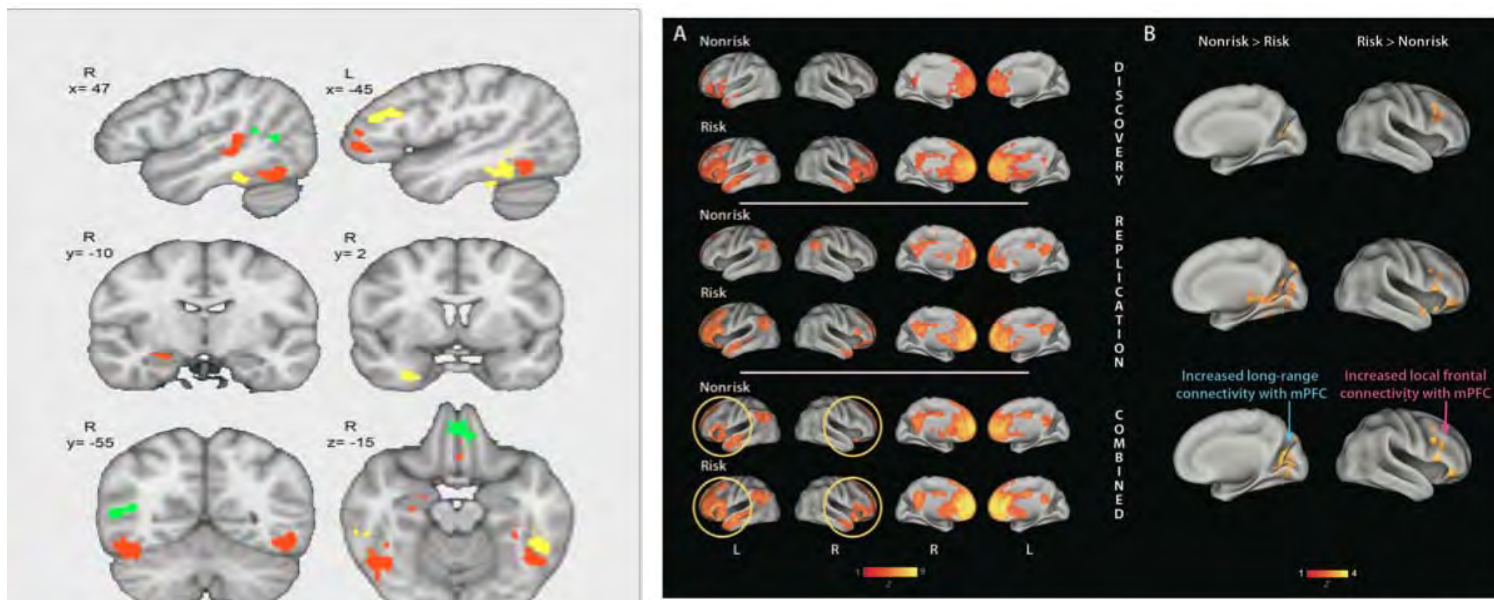 R
x= 47
L
x= -45
R
y= -10
R
y= 2
R
y= -55
R
z= -15
A
Nonrisk
Risk
DISCOVERY
Nonrisk
Risk
REPLICATION
Nonrisk
Risk
COMBINED
L R R L
1 9
Z
B
Nonrisk > Risk Risk > Nonrisk
Increased long-range
connectivity with mPFC
Increased local frontal
connectivity with mPFC
1 4
Z